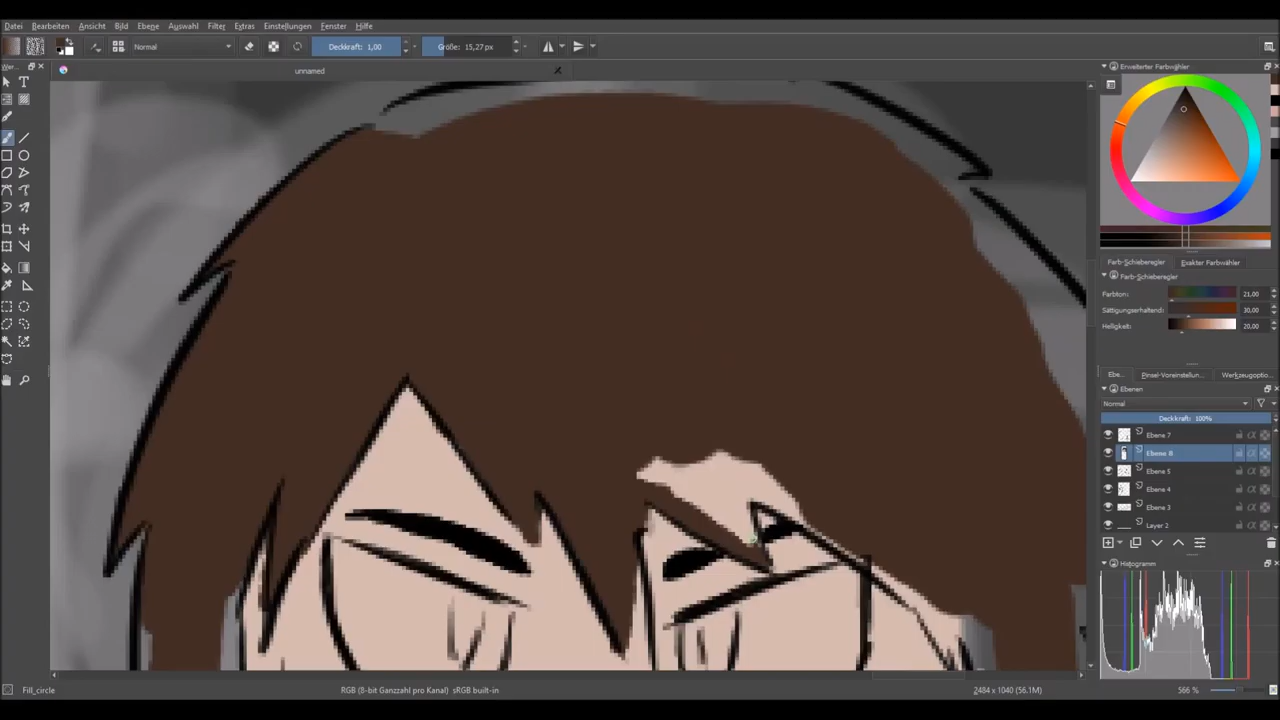 Datei Bearbeiten Ansicht Bild Ebene Auswahl Filter Extras Einstellungen Fenster Hilfe
Normal Deckkraft: 1,00 Größe: 15,27 px
unnamed
Erweiterter Farbwähler
Farb-Schieberegler Exakter Farbwähler
Farb-Schieberegler
Farbton: 21,00
Sättigungserhaltend: 30,00
Helligkeit: 20,00
Ebe... Pinsel-Voreinstellun... Werkzeugoptio...
Ebenen
Normal
Deckkraft: 100%
Ebene 7
Ebene 8
Ebene 5
Ebene 4
Ebene 3
Layer 2
Histogramm
Fill_circle RGB (8-bit Ganzzahl pro Kanal) sRGB built-in 2484 x 1040 (56.1M) 566 %